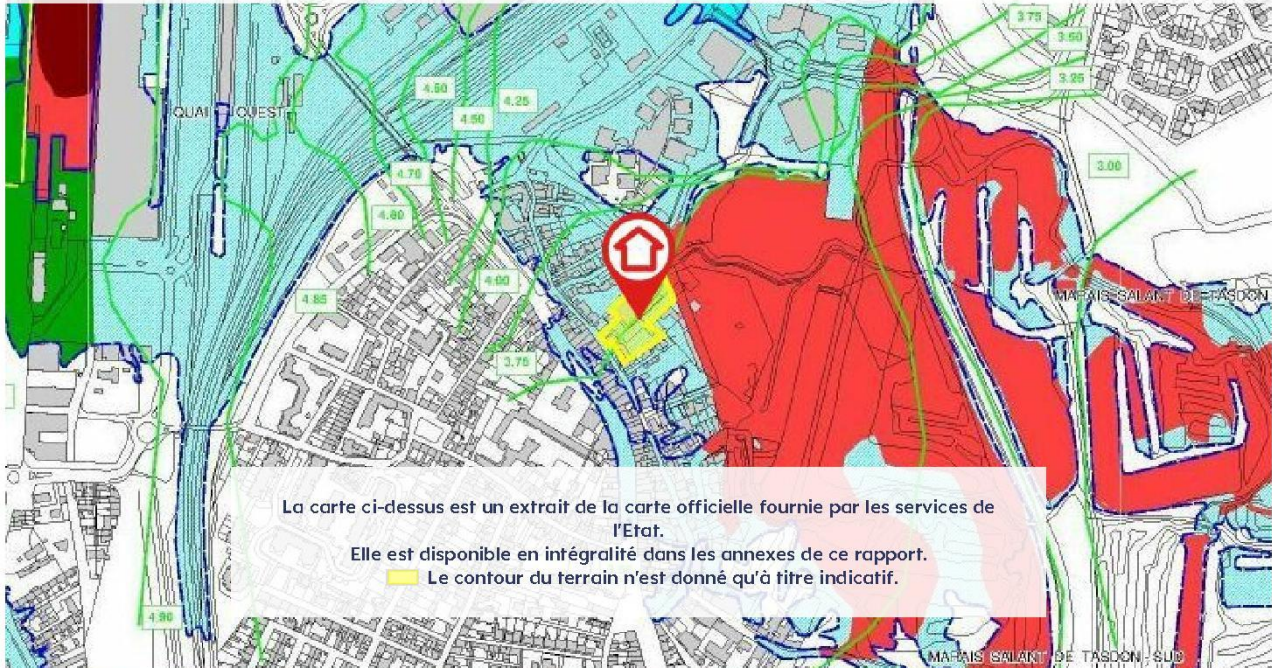 3.75
3.50
3.25
4.50
4.25
QUAI OUEST
4.50
4.75
3.00
4.80
4.00
4.85
MARAIS SALANT DE TASDON
3.75
La carte ci-dessus est un extrait de la carte officielle fournie par les services de
l'Etat.
Elle est disponible en intégralité dans les annexes de ce rapport.
Le contour du terrain n'est donné qu'à titre indicatif.
4.90
MARAIS SALANT DE TASDON - SUD